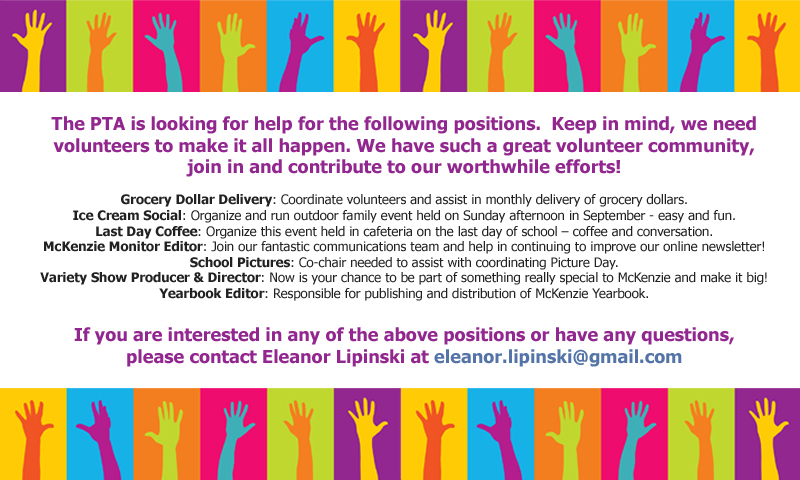 The PTA is looking for help for the following positions.  Keep in mind, we need
volunteers to make it all happen. We have such a great volunteer community,
join in and contribute to our worthwhile efforts!
Grocery Dollar Delivery: Coordinate volunteers and assist in monthly delivery of grocery dollars.
Ice Cream Social: Organize and run outdoor family event held on Sunday afternoon in September - easy and fun.
Last Day Coffee: Organize this event held in cafeteria on the last day of school – coffee and conversation.
McKenzie Monitor Editor: Join our fantastic communications team and help in continuing to improve our online newsletter!
School Pictures: Co-chair needed to assist with coordinating Picture Day.
Variety Show Producer & Director: Now is your chance to be part of something really special to McKenzie and make it big!
Yearbook Editor: Responsible for publishing and distribution of McKenzie Yearbook.
If you are interested in any of the above positions or have any questions,
please contact Eleanor Lipinski at eleanor.lipinski@gmail.com